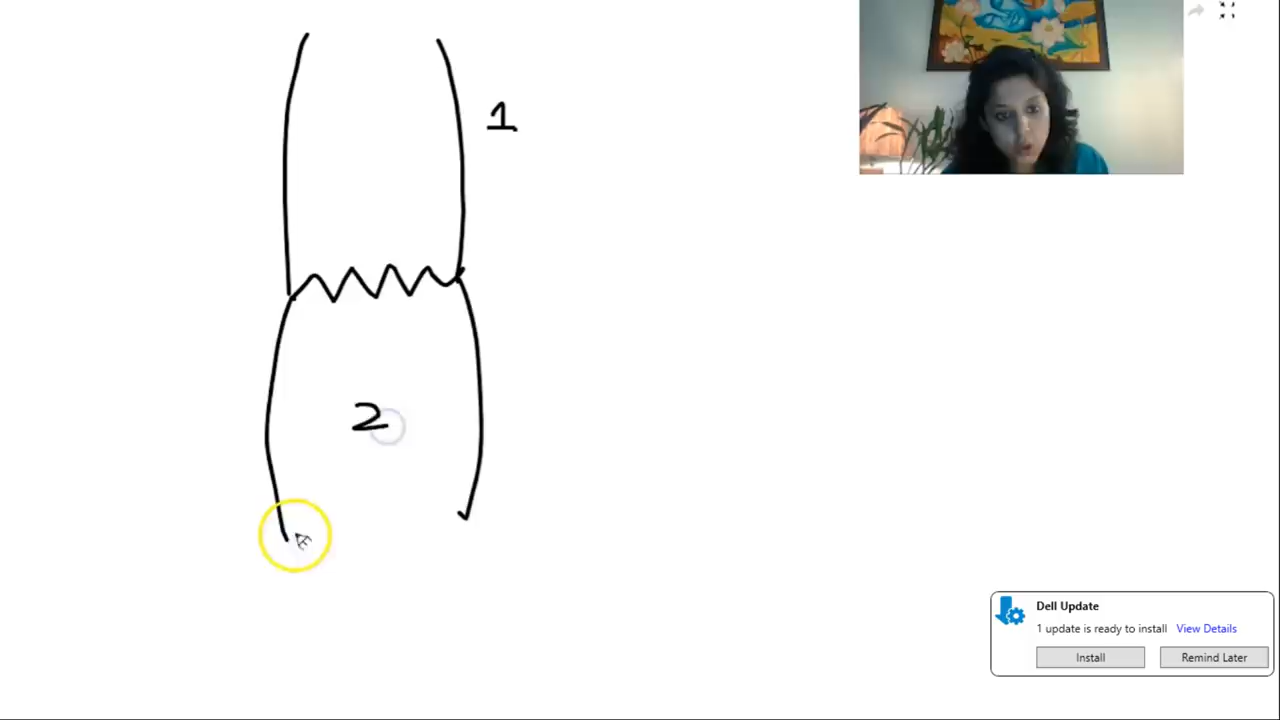 1
2
Dell Update
1 update is ready to install View Details
Install Remind Later